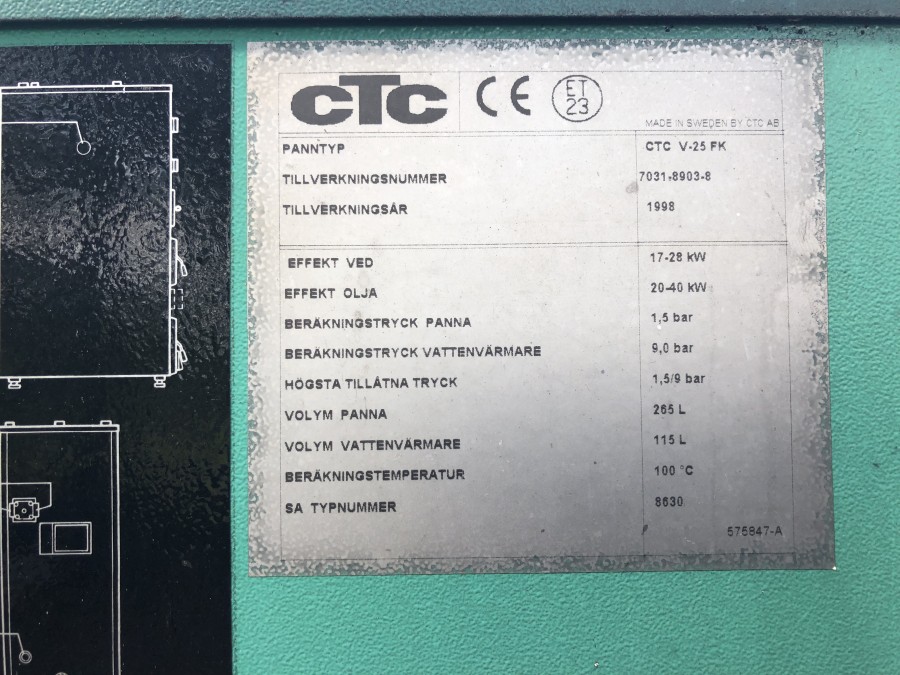 CTC CE ET 23
MADE IN SWEDEN BY CTC AB
PANNTYP CTC V-25 FK
TILLVERKNINGSNUMMER 7031-8903-8
TILLVERKNINGSÅR 1998
EFFEKT VED 17-28 kW
EFFEKT OLJA 20-40 kW
BERÄKNINGSTRYCK PANNA 1,5 bar
BERÄKNINGSTRYCK VATTENVÄRMARE 9,0 bar
HÖGSTA TILLÅTNA TRYCK 1,5/9 bar
VOLYM PANNA 265 L
VOLYM VATTENVÄRMARE 115 L
BERÄKNINGSTEMPERATUR 100 °C
SA TYPNUMMER 8630
575847-A